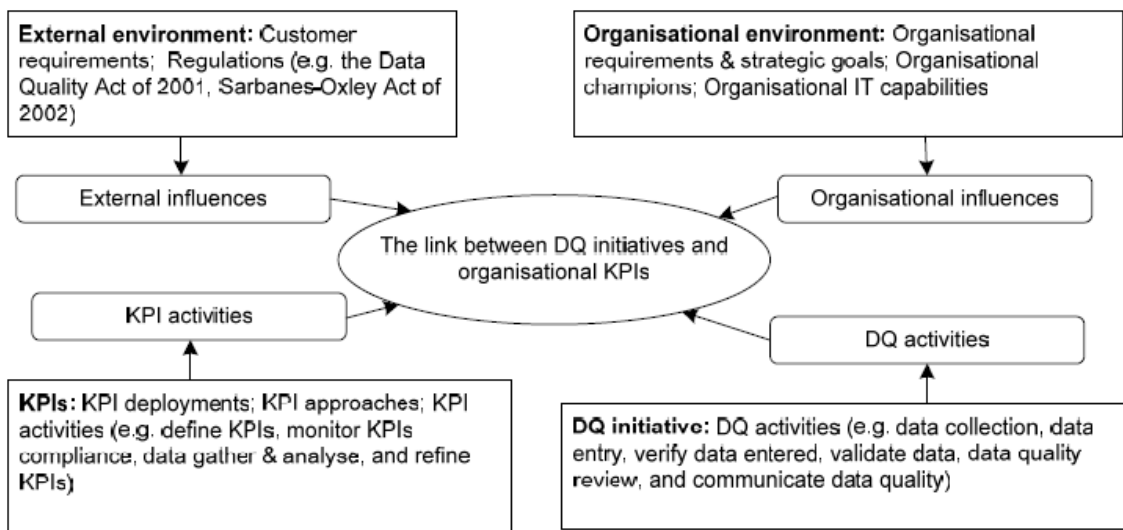 External environment: Customer
requirements; Regulations (e.g. the Data
Quality Act of 2001, Sarbanes-Oxley Act of
2002)
Organisational environment: Organisational
requirements & strategic goals; Organisational
champions; Organisational IT capabilities
External influences
Organisational influences
The link between DQ initiatives and
organisational KPIs
KPI activities
DQ activities
KPIs: KPI deployments; KPI approaches; KPI
activities (e.g. define KPIs, monitor KPIs
compliance, data gather & analyse, and refine
KPIs)
DQ initiative: DQ activities (e.g. data collection, data
entry, verify data entered, validate data, data quality
review, and communicate data quality)